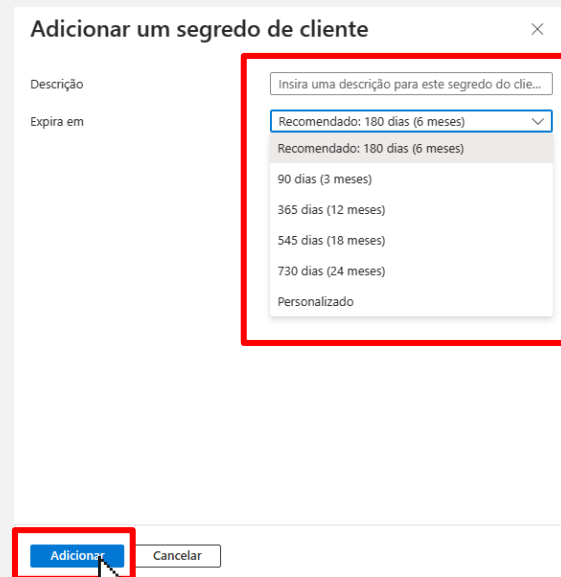 Adicionar um segredo de cliente
Descrição
Insira uma descrição para este segredo do clie...
Expira em
Recomendado: 180 dias (6 meses)
Recomendado: 180 dias (6 meses)
90 dias (3 meses)
365 dias (12 meses)
545 dias (18 meses)
730 dias (24 meses)
Personalizado
Adicionar
Cancelar